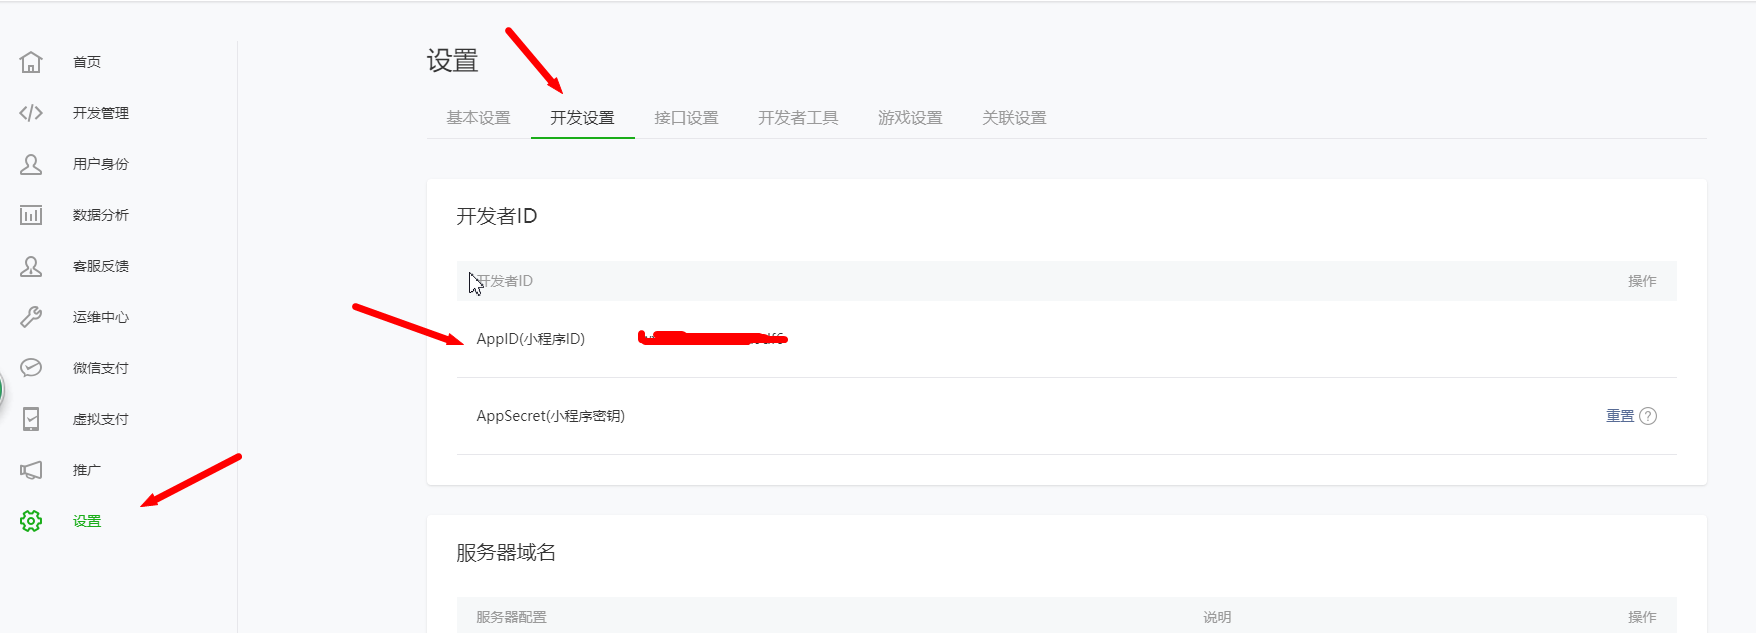 首页
开发管理
用户身份
数据分析
客服反馈
运维中心
微信支付
虚拟支付
推广
设置
设置
基本设置 开发设置 接口设置 开发者工具 游戏设置 关联设置
开发者ID
开发者ID 操作
AppID(小程序ID)
AppSecret(小程序密钥) 重置 ?
服务器域名
服务器配置 说明 操作